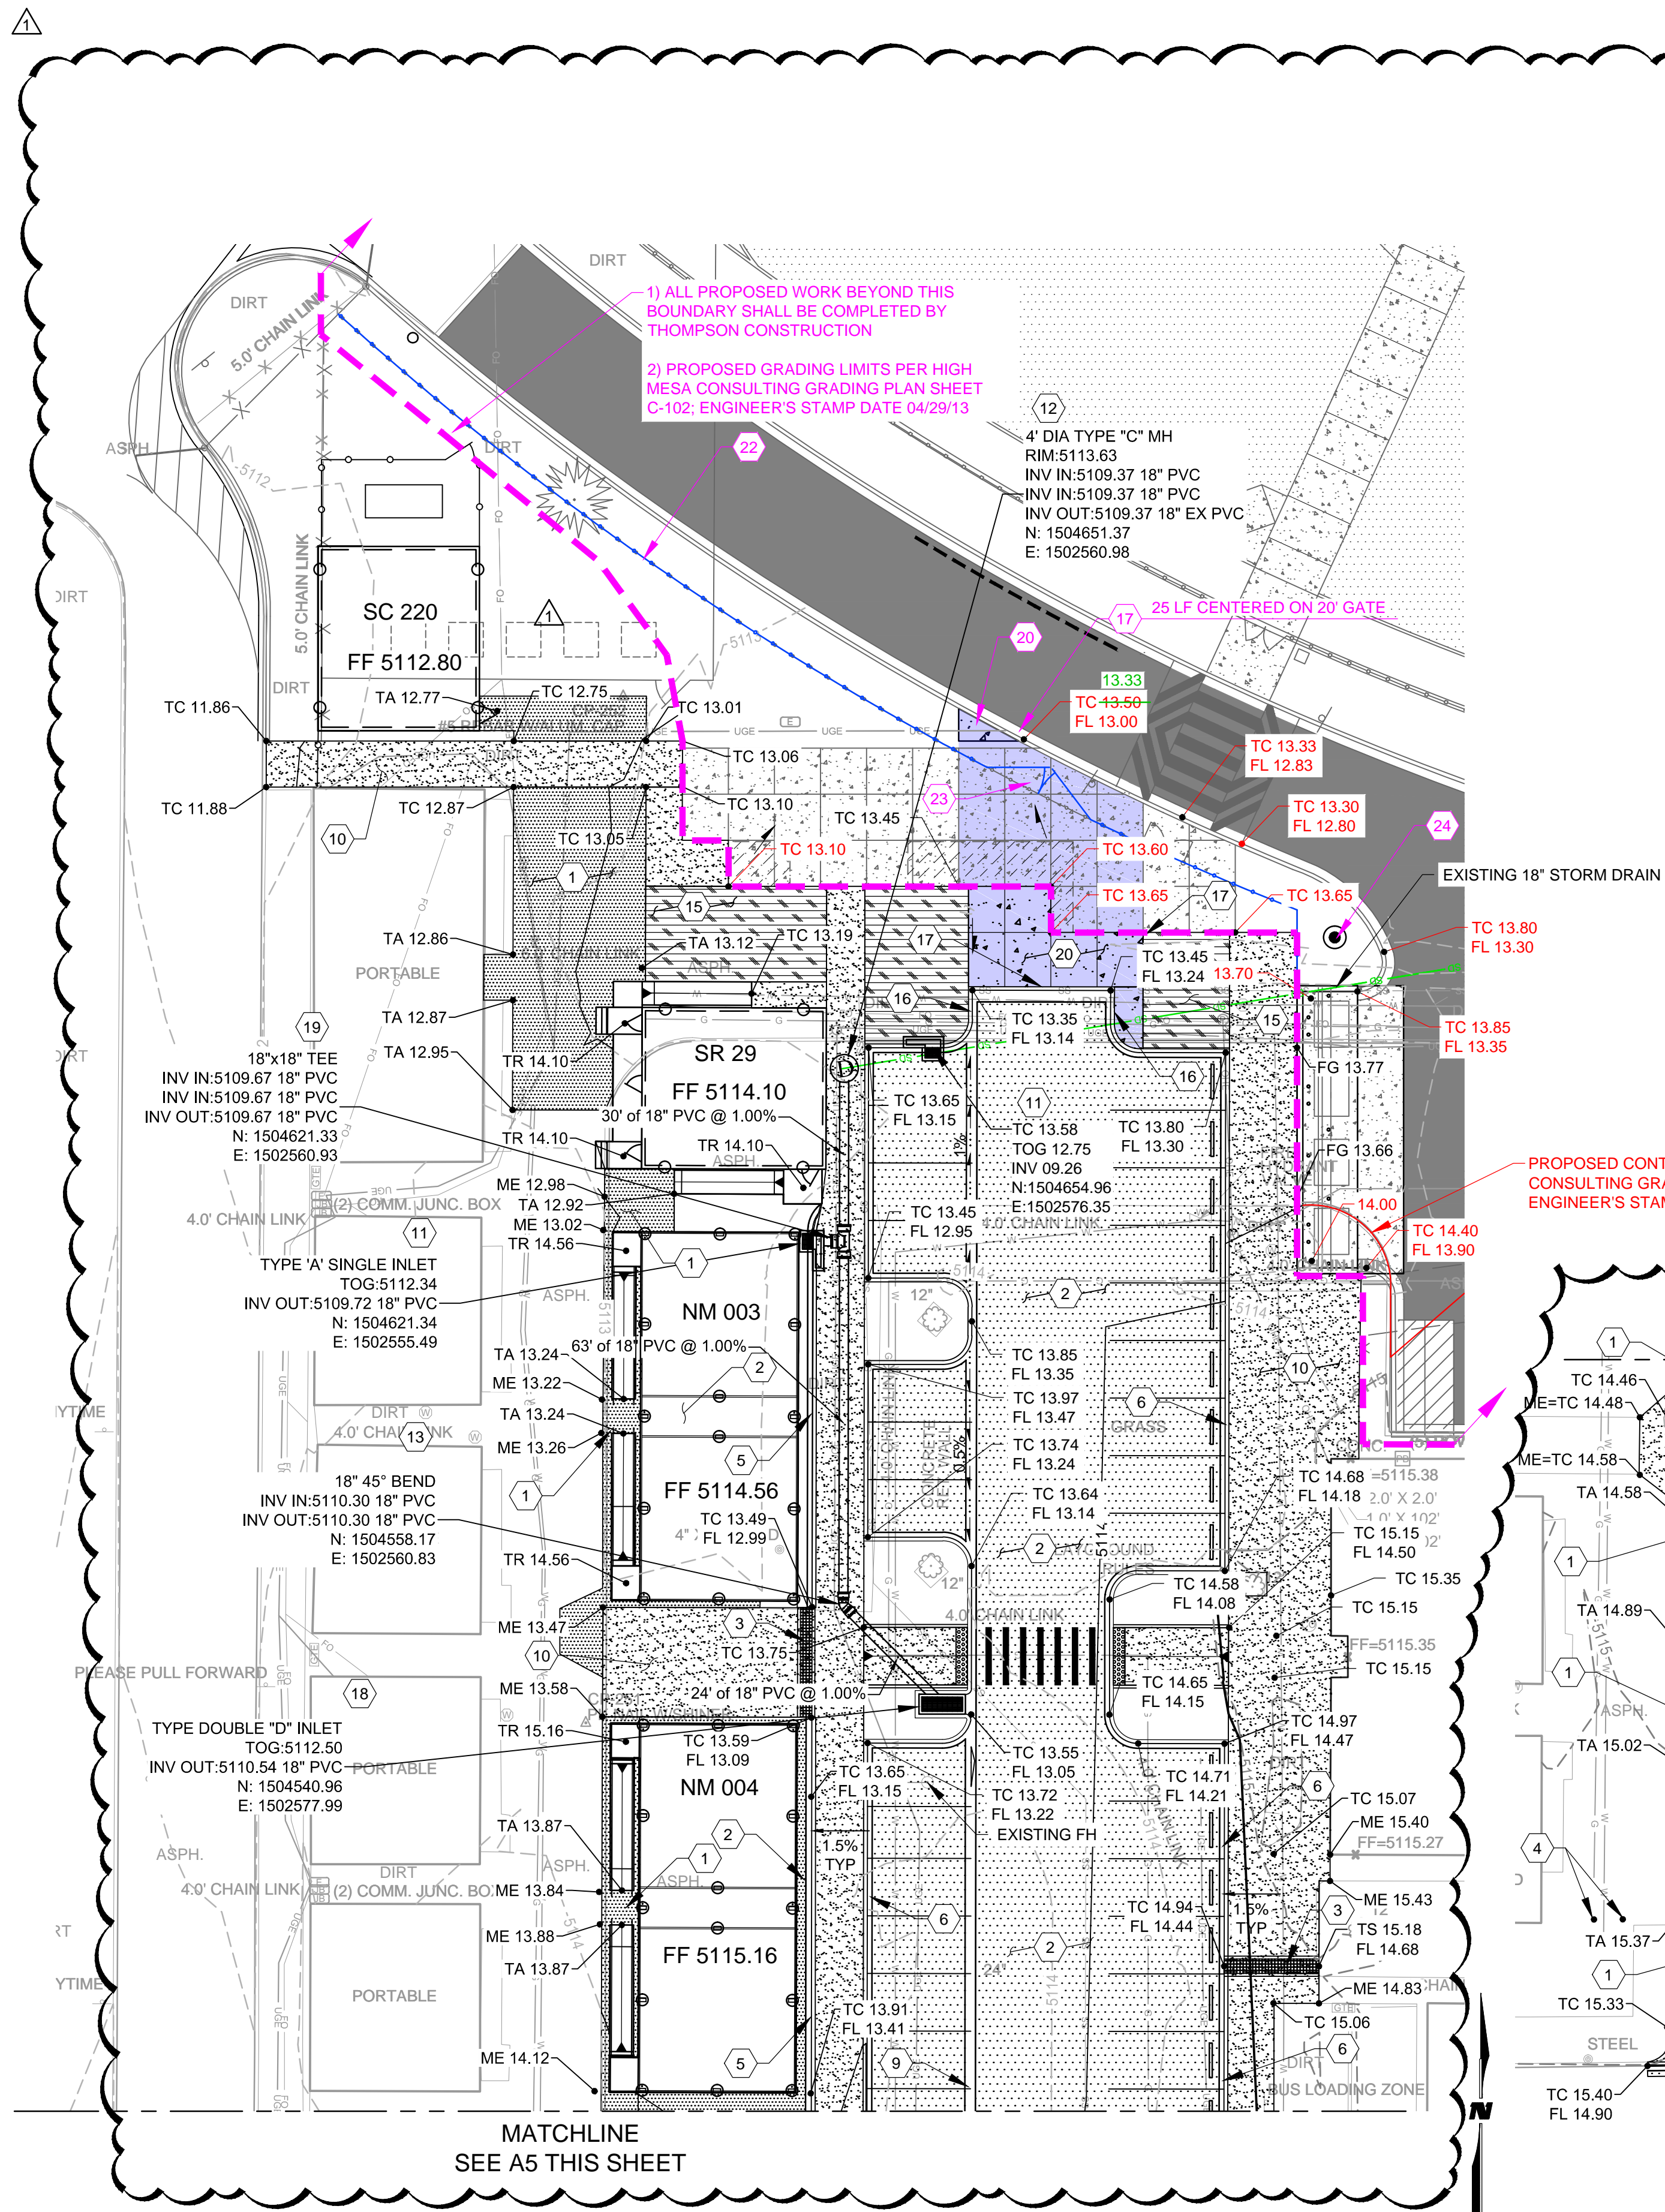 1
1) ALL PROPOSED WORK BEYOND THIS
BOUNDARY SHALL BE COMPLETED BY
THOMPSON CONSTRUCTION
2) PROPOSED GRADING LIMITS PER HIGH
MESA CONSULTING GRADING PLAN SHEET
C-102; ENGINEER'S STAMP DATE 04/29/13
DIRT
DIRT
5.0' CHAIN LINK
ASPH.
5112
DIRT
22
12
4' DIA TYPE "C" MH
RIM:5113.63
INV IN:5109.37 18" PVC
INV IN:5109.37 18" PVC
INV OUT:5109.37 18" EX PVC
N: 1504651.37
E: 1502560.98
5.0' CHAIN LINK
SC 220
FF 5112.80
1
5113
17
25 LF CENTERED ON 20' GATE
20
13.33
TC 13.50
FL 13.00
DIRT
TC 11.86
TA 12.77
TC 12.75
TC 13.01
UGE
UGE
E
TC 13.06
TC 13.33
FL 12.83
TC 13.30
FL 12.80
TC 11.88
TC 12.87
TC 13.10
23
24
10
TC 13.05
TC 13.45
TC 13.10
TC 13.60
EXISTING 18" STORM DRAIN
1
15
TC 13.65
17
TC 13.65
TC 13.80
FL 13.30
TA 12.86
PORTABLE
TA 13.12
TC 13.19
ASPH.
17
20
TC 13.45
FL 13.24
13.70
TA 12.87
16
TC 13.35
FL 13.14
15
TC 13.85
FL 13.35
19
18"x18" TEE
INV IN:5109.67 18" PVC
INV IN:5109.67 18" PVC
INV OUT:5109.67 18" PVC
N: 1504621.33
E: 1502560.93
TA 12.95
TR 14.10
SR 29
FF 5114.10
16
FG 13.77
30' of 18" PVC @ 1.00%
TC 13.65
FL 13.15
11
TC 13.58
TOG 12.75
INV 09.26
N:1504654.96
E:1502576.35
TC 13.80
FL 13.30
1%
TR 14.10
TR 14.10
ASPH.
FG 13.66
PROPOSED CONT
CONSULTING GRA
ENGINEER'S STAM
ME 12.98
TA 12.92
ME 13.02
(2) COMM. JUNC. BOX
4.0' CHAIN LINK
TC 13.45
FL 12.95
4.0' CHAIN LINK
14.00
TC 14.40
FL 13.90
11
TYPE 'A' SINGLE INLET
TOG:5112.34
INV OUT:5109.72 18" PVC
N: 1504621.34
E: 1502555.49
TR 14.56
1
NM 003
5114
12"
2
ASPH.
5113
63' of 18" PVC @ 1.00%
TA 13.24
ME 13.22
2
TC 13.85
FL 13.35
10
TA 13.24
ME 13.26
DIRT
4.0' CHAIN LINK
13
TC 13.97
FL 13.47
6
GRASS
18" 45° BEND
INV IN:5110.30 18" PVC
INV OUT:5110.30 18" PVC
N: 1504558.17
E: 1502560.83
1
5
FF 5114.56
TC 13.49
FL 12.99
CONCRETE
0.5%
TC 13.74
FL 13.24
TC 13.64
FL 13.14
TC 14.68
FL 14.18
TC 15.15
FL 14.50
2
5114
TR 14.56
12"
TC 14.58
FL 14.08
TC 15.35
TC 15.15
ME 13.47
3
TC 13.75
4.0' CHAIN LINK
FF=5115.35
TC 15.15
PLEASE PULL FORWARD
10
ME 13.58
24' of 18" PVC @ 1.00%
TC 14.65
FL 14.15
18
TYPE DOUBLE "D" INLET
TOG:5112.50
INV OUT:5110.54 18" PVC
N: 1504540.96
E: 1502577.99
PORTABLE
TR 15.16
TC 13.59
FL 13.09
NM 004
TC 13.65
FL 13.15
TC 13.55
FL 13.05
TC 13.72
FL 13.22
EXISTING FH
TC 14.97
FL 14.47
TC 14.71
FL 14.21
6
TC 15.07
ME 15.40
FF=5115.27
TA 13.87
2
1
1.5%
TYP
ASPH.
ASPH.
DIRT
4.0' CHAIN LINK
(2) COMM. JUNC. BOX
ME 13.84
6
TC 14.94
FL 14.44
1.5%
TYP
ME 15.43
3
TS 15.18
FL 14.68
ME 13.88
TA 13.87
FF 5115.16
2
24"
5114
ME 14.83
TC 15.06
PORTABLE
TC 13.91
FL 13.41
5
9
6
DIRT
BUS LOADING ZONE
ME 14.12
MATCHLINE
SEE A5 THIS SHEET
N
1
TC 14.46
ME=TC 14.48
ME=TC 14.58
TA 14.58
1
TA 14.89
5115
1
ASPH.
TA 15.02
4
TA 15.37
1
TC 15.33
STEEL
TC 15.40
FL 14.90